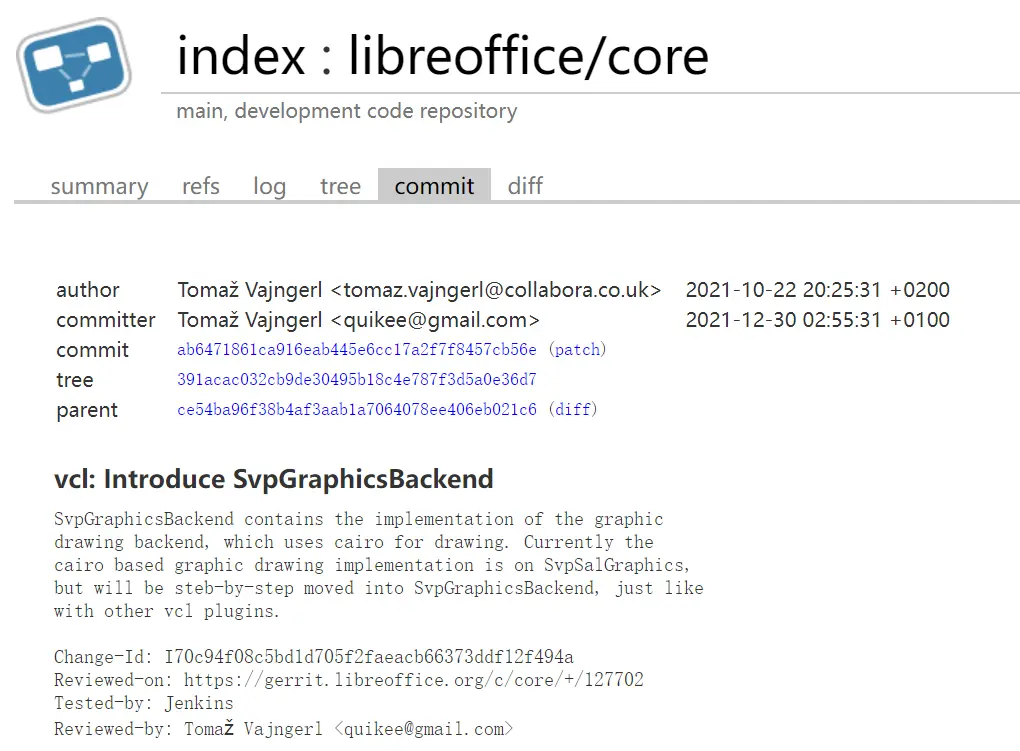 index : libreoffice/core
main, development code repository
summary refs log tree commit diff
author Tomaž Vajngerl <tomaz.vajngerl@collabora.co.uk> 2021-10-22 20:25:31 +0200
committer Tomaž Vajngerl <quikee@gmail.com> 2021-12-30 02:55:31 +0100
commit ab6471861ca916eab445e6cc17a2f7f8457cb56e (patch)
tree 391acac032cb9de30495b18c4e787f3d5a0e36d7
parent ce54ba96f38b4af3aab1a7064078ee406eb021c6 (diff)
vcl: Introduce SvpGraphicsBackend
SvpGraphicsBackend contains the implementation of the graphic
drawing backend, which uses cairo for drawing. Currently the
cairo based graphic drawing implementation is on SvpSalGraphics,
but will be steb-by-step moved into SvpGraphicsBackend, just like
with other vcl plugins.
Change-Id: I70c94f08c5bd1d705f2faeacb66373ddf12f494a
Reviewed-on: https://gerrit.libreoffice.org/c/core/+/127702
Tested-by: Jenkins
Reviewed-by: Tomaž Vajngerl <quikee@gmail.com>